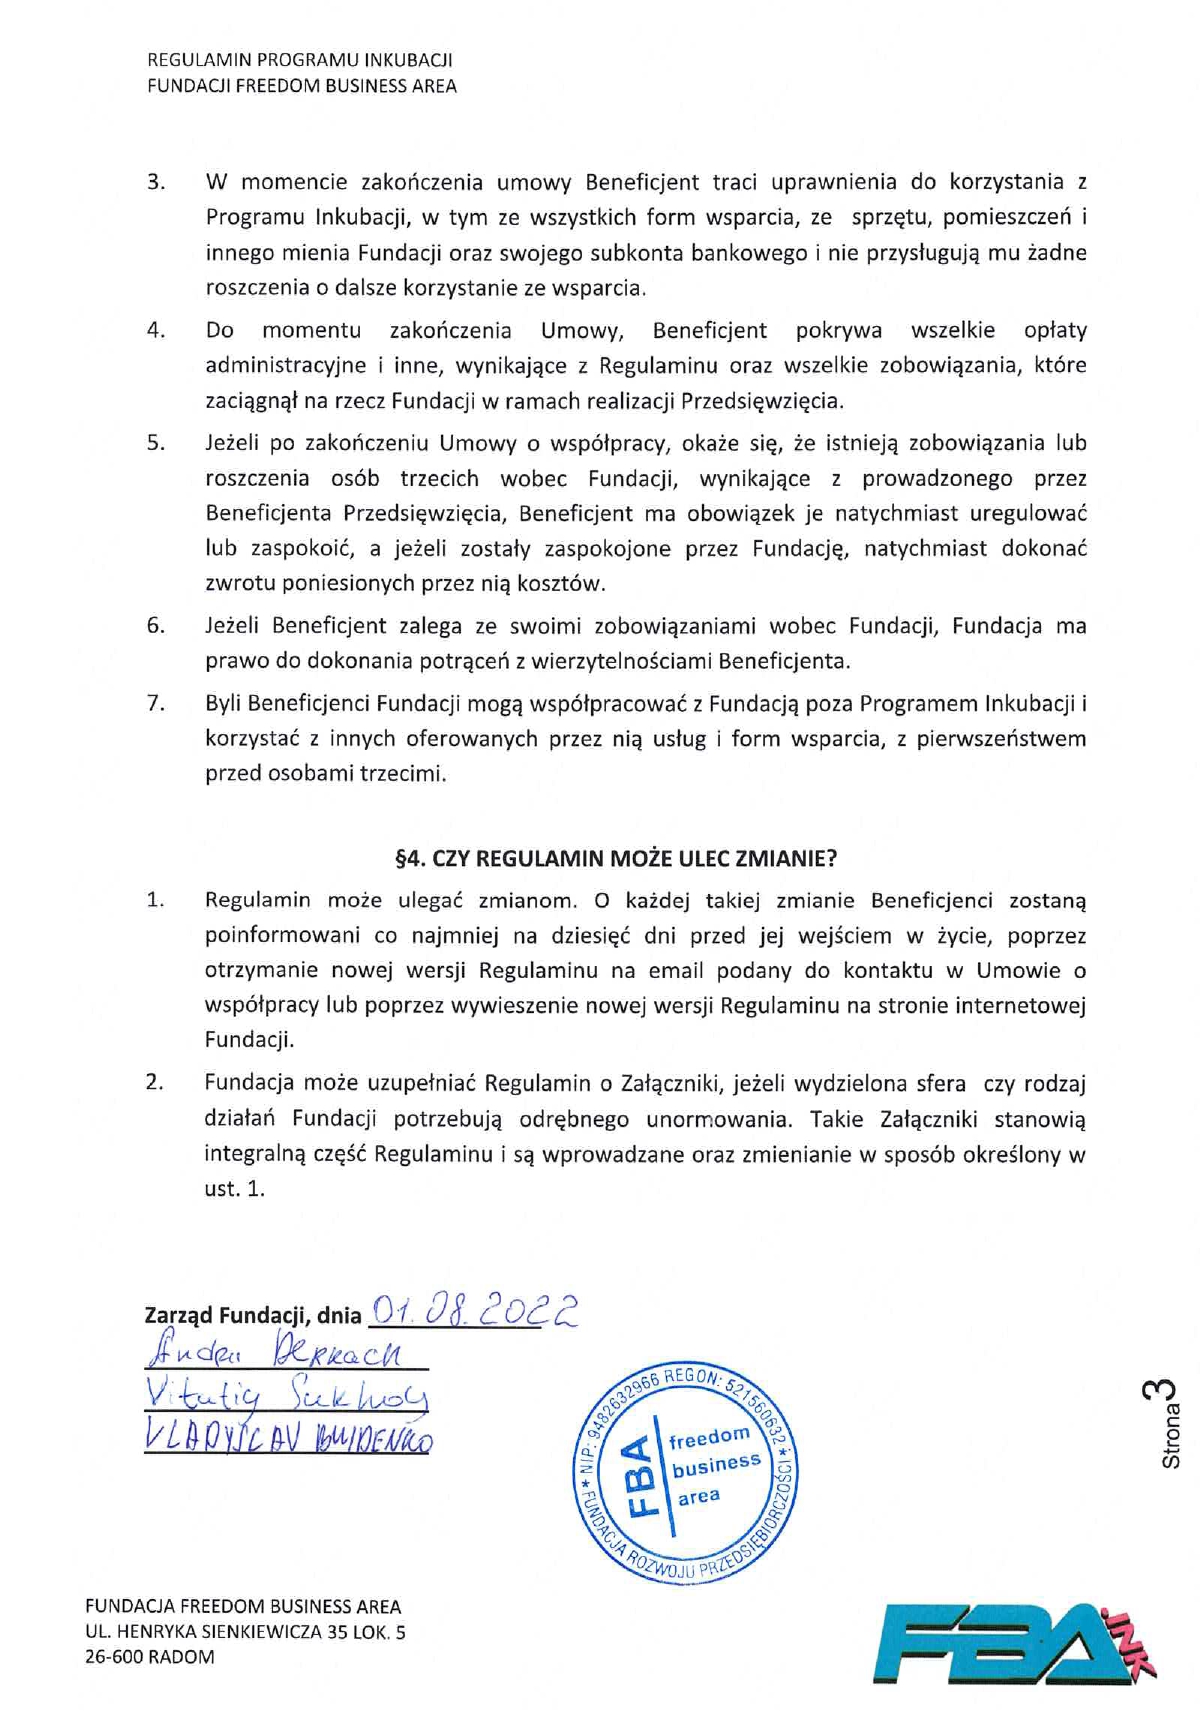 REGULAMIN PROGRAMU INKUBACJI
FUNDACJI FREEDOM BUSINESS AREA
3. W momencie zakończenia umowy Beneficjent traci uprawnienia do korzystania z
Programu Inkubacji, w tym ze wszystkich form wsparcia, ze sprzętu, pomieszczeń i
innego mienia Fundacji oraz swojego subkonta bankowego i nie przysługują mu żadne
roszczenia o dalsze korzystanie ze wsparcia.
4. Do momentu zakończenia Umowy, Beneficjent pokrywa wszelkie opłaty
administracyjne i inne, wynikające z Regulaminu oraz wszelkie zobowiązania, które
zaciągnął na rzecz Fundacji w ramach realizacji Przedsięwzięcia.
5. Jeżeli po zakończeniu Umowy o współpracy, okaże się, że istnieją zobowiązania lub
roszczenia osób trzecich wobec Fundacji, wynikające z prowadzonego przez
Beneficjenta Przedsięwzięcia, Beneficjent ma obowiązek je natychmiast uregulować
lub zaspokoić, a jeżeli zostały zaspokojone przez Fundację, natychmiast dokonać
zwrotu poniesionych przez nią kosztów.
6. Jeżeli Beneficjent zalega ze swoimi zobowiązaniami wobec Fundacji, Fundacja ma
prawo do dokonania potrąceń z wierzytelnościami Beneficjenta.
7. Byli Beneficjenci Fundacji mogą współpracować z Fundacją poza Programem Inkubacji i
korzystać z innych oferowanych przez nią usług i form wsparcia, z pierwszeństwem
przed osobami trzecimi.
§4. CZY REGULAMIN MOŻE ULEC ZMIANIE?
1. Regulamin może ulegać zmianom. O każdej takiej zmianie Beneficjenci zostaną
poinformowani co najmniej na dziesięć dni przed jej wejściem w życie, poprzez
otrzymanie nowej wersji Regulaminu na email podany do kontaktu w Umowie o
współpracy lub poprzez wywieszenie nowej wersji Regulaminu na stronie internetowej
Fundacji.
2. Fundacja może uzupełniać Regulamin o Załączniki, jeżeli wydzielona sfera czy rodzaj
działań Fundacji potrzebują odrębnego unormowania. Takie Załączniki stanowią
integralną część Regulaminu i są wprowadzane oraz zmienianie w sposób określony w
ust. 1.
Zarząd Fundacji, dnia 01.08.2022
Vitaliy Sukhoy
VLADYSLAV
NIP: 9482632966 REGON: 521560632
* FUNDACJA ROZWOJU PRZEDSIĘBIORCZOŚCI *
FBA
freedom
business
area
Strona 3
FUNDACJA FREEDOM BUSINESS AREA
UL. HENRYKA SIENKIEWICZA 35 LOK. 5
26-600 RADOM
FBA INK